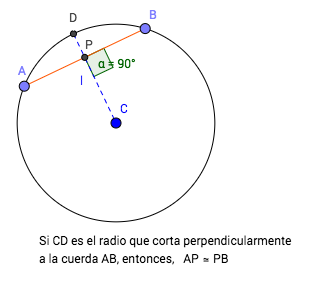 D
B
P
A
α = 90°
l
C
Si CD es el radio que corta perpendicularmente
a la cuerda AB, entonces, AP ≃ PB